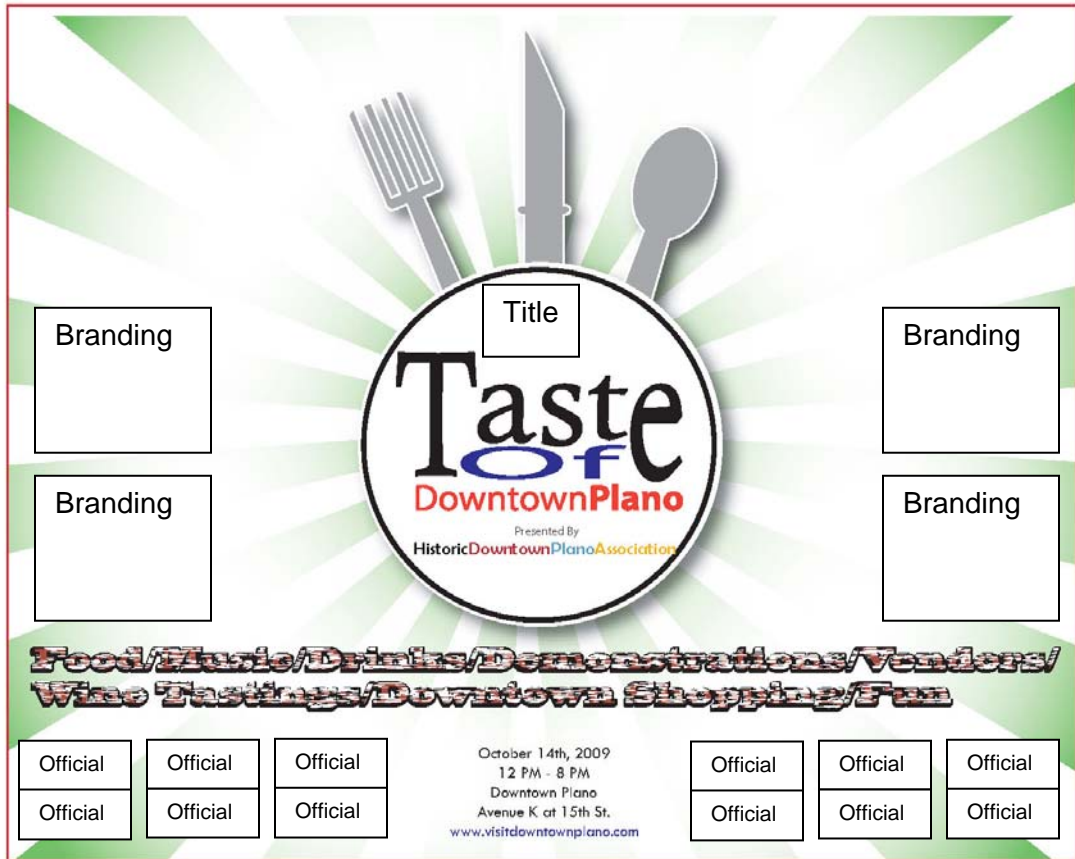 Title
Branding
Branding
Taste
Of
DowntownPlano
Presented By
HistoricDowntownPlanoAssociation
Branding
Branding
Food/Music/Drinks/Demonstrations/Vendors/
Wine Tastings/Downtown Shopping/Fun
Official
Official
Official
Official
Official
Official
October 14th, 2009
12 PM - 8 PM
Downtown Plano
Avenue K at 15th St.
www.visitdowntownplano.com
Official
Official
Official
Official
Official
Official